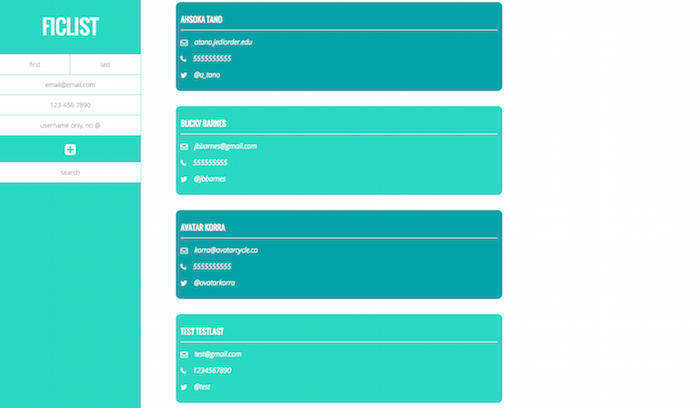 FICLIST
first last
email@email.com
123-456-7890
username only, no @
search
AHSOKA TANO
atano.jediorder.edu
5555555555
@a_tano
BUCKY BARNES
jbbarnes@gmail.com
555555555
@jbbarnes
AVATAR KORRA
korra@avatarcycle.co
5555555555
@avatarkorra
TEST TESTLAST
test@gmail.com
1234567890
@test